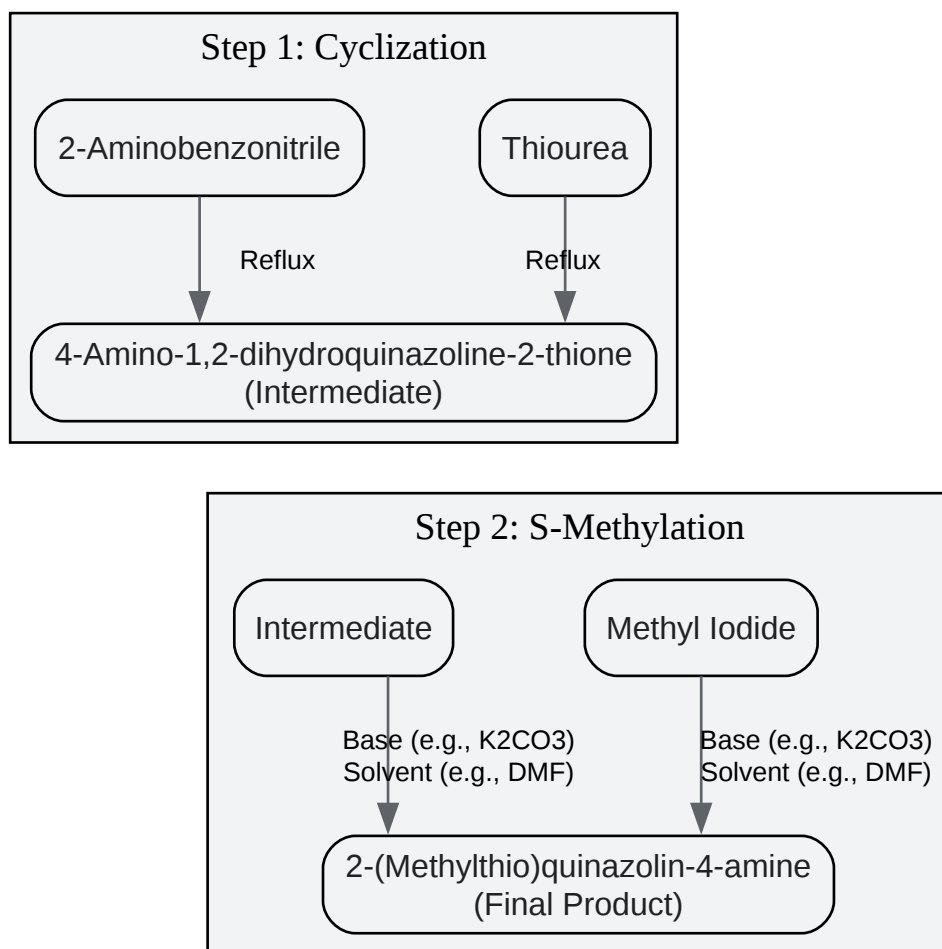 Step 1: Cyclization
2-Aminobenzonitrile
Thiourea
Reflux
Reflux
4-Amino-1,2-dihydroquinazoline-2-thione
(Intermediate)
Step 2: S-Methylation
Intermediate
Methyl Iodide
Base (e.g., K2CO3)
Solvent (e.g., DMF)
Base (e.g., K2CO3)
Solvent (e.g., DMF)
2-(Methylthio)quinazolin-4-amine
(Final Product)